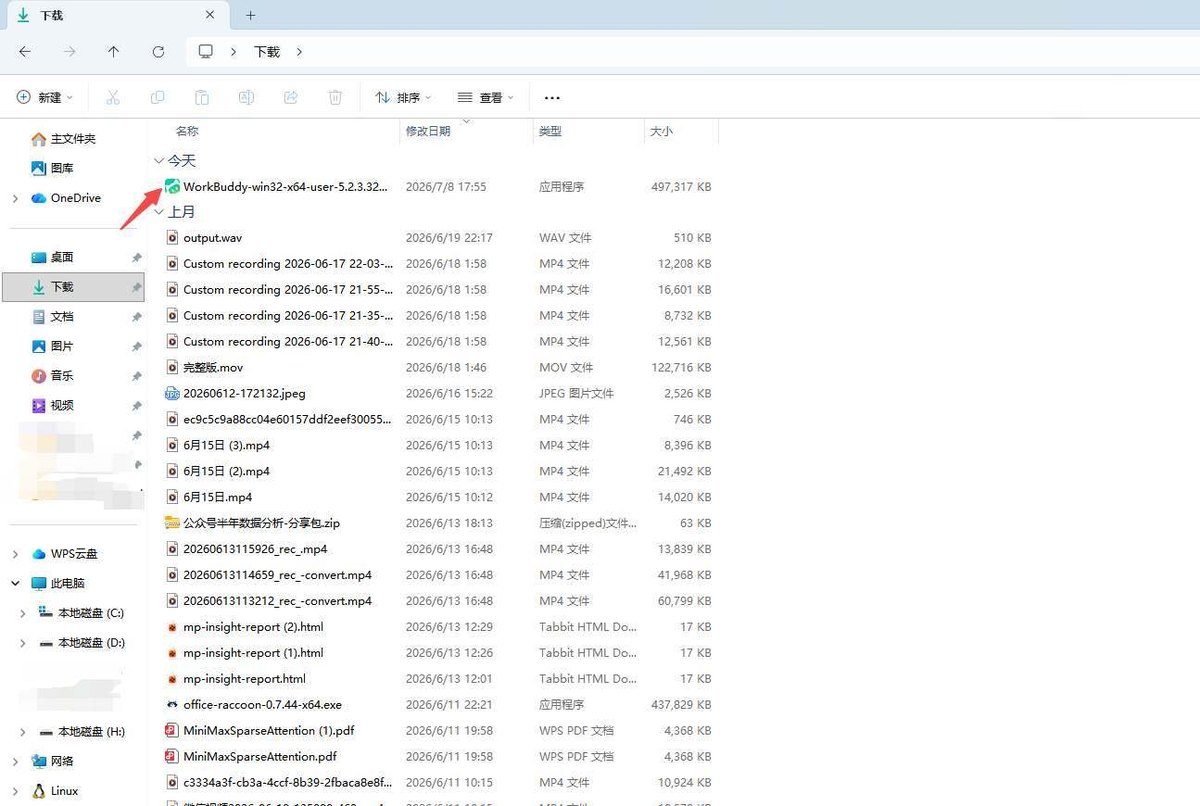 下载
下载
新建
排序
查看
名称 修改日期 类型 大小
主文件夹
图库
OneDrive
桌面
下载
文档
图片
音乐
视频
WPS云盘
此电脑
本地磁盘 (C:)
本地磁盘 (D:)
本地磁盘 (H:)
网络
Linux
今天
WorkBuddy-win32-x64-user-5.2.3.32... 2026/7/8 17:55 应用程序 497,317 KB
上月
output.wav 2026/6/19 22:17 WAV 文件 510 KB
Custom recording 2026-06-17 22-03-... 2026/6/18 1:58 MP4 文件 12,208 KB
Custom recording 2026-06-17 21-55-... 2026/6/18 1:58 MP4 文件 16,601 KB
Custom recording 2026-06-17 21-35-... 2026/6/18 1:58 MP4 文件 8,732 KB
Custom recording 2026-06-17 21-40-... 2026/6/18 1:58 MP4 文件 12,561 KB
完整版.mov 2026/6/18 1:46 MOV 文件 122,716 KB
20260612-172132.jpeg 2026/6/16 15:22 JPEG 图片文件 2,526 KB
ec9c5c9a88cc04e60157ddf2eef30055... 2026/6/15 10:13 MP4 文件 746 KB
6月15日 (3).mp4 2026/6/15 10:13 MP4 文件 8,396 KB
6月15日 (2).mp4 2026/6/15 10:13 MP4 文件 21,492 KB
6月15日.mp4 2026/6/15 10:12 MP4 文件 14,020 KB
公众号半年数据分析-分享包.zip 2026/6/13 18:13 压缩(zipped)文件... 63 KB
20260613115926_rec_.mp4 2026/6/13 16:48 MP4 文件 13,839 KB
20260613114659_rec_-convert.mp4 2026/6/13 16:48 MP4 文件 41,968 KB
20260613113212_rec_-convert.mp4 2026/6/13 16:48 MP4 文件 60,799 KB
mp-insight-report (2).html 2026/6/13 12:29 Tabbit HTML Do... 17 KB
mp-insight-report (1).html 2026/6/13 12:26 Tabbit HTML Do... 17 KB
mp-insight-report.html 2026/6/13 12:01 Tabbit HTML Do... 17 KB
office-raccoon-0.7.44-x64.exe 2026/6/11 22:21 应用程序 437,829 KB
MiniMaxSparseAttention (1).pdf 2026/6/11 19:58 WPS PDF 文档 4,368 KB
MiniMaxSparseAttention.pdf 2026/6/11 19:58 WPS PDF 文档 4,368 KB
c3334a3f-cb3a-4ccf-8b39-2fbaca8e8f... 2026/6/11 10:15 MP4 文件 10,924 KB